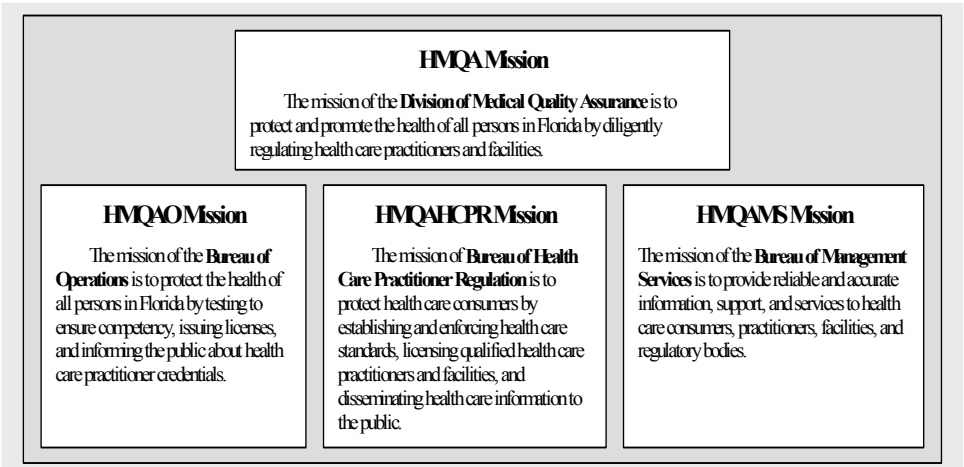 HMQA Mission
The mission of the Division of Medical Quality Assurance is to
protect and promote the health of all persons in Florida by diligently
regulating health care practitioners and facilities.
HMQAO Mission
The mission of the Bureau of
Operations is to protect the health of
all persons in Florida by testing to
ensure competency, issuing licenses,
and informing the public about health
care practitioner credentials.
HMQAHCPR Mission
The mission of Bureau of Health
Care Practitioner Regulation is to
protect health care consumers by
establishing and enforcing health care
standards, licensing qualified health care
practitioners and facilities, and
disseminating health care information to
the public.
HMQAMS Mission
The mission of the Bureau of Management
Services is to provide reliable and accurate
information, support, and services to health
care consumers, practitioners, facilities, and
regulatory bodies.